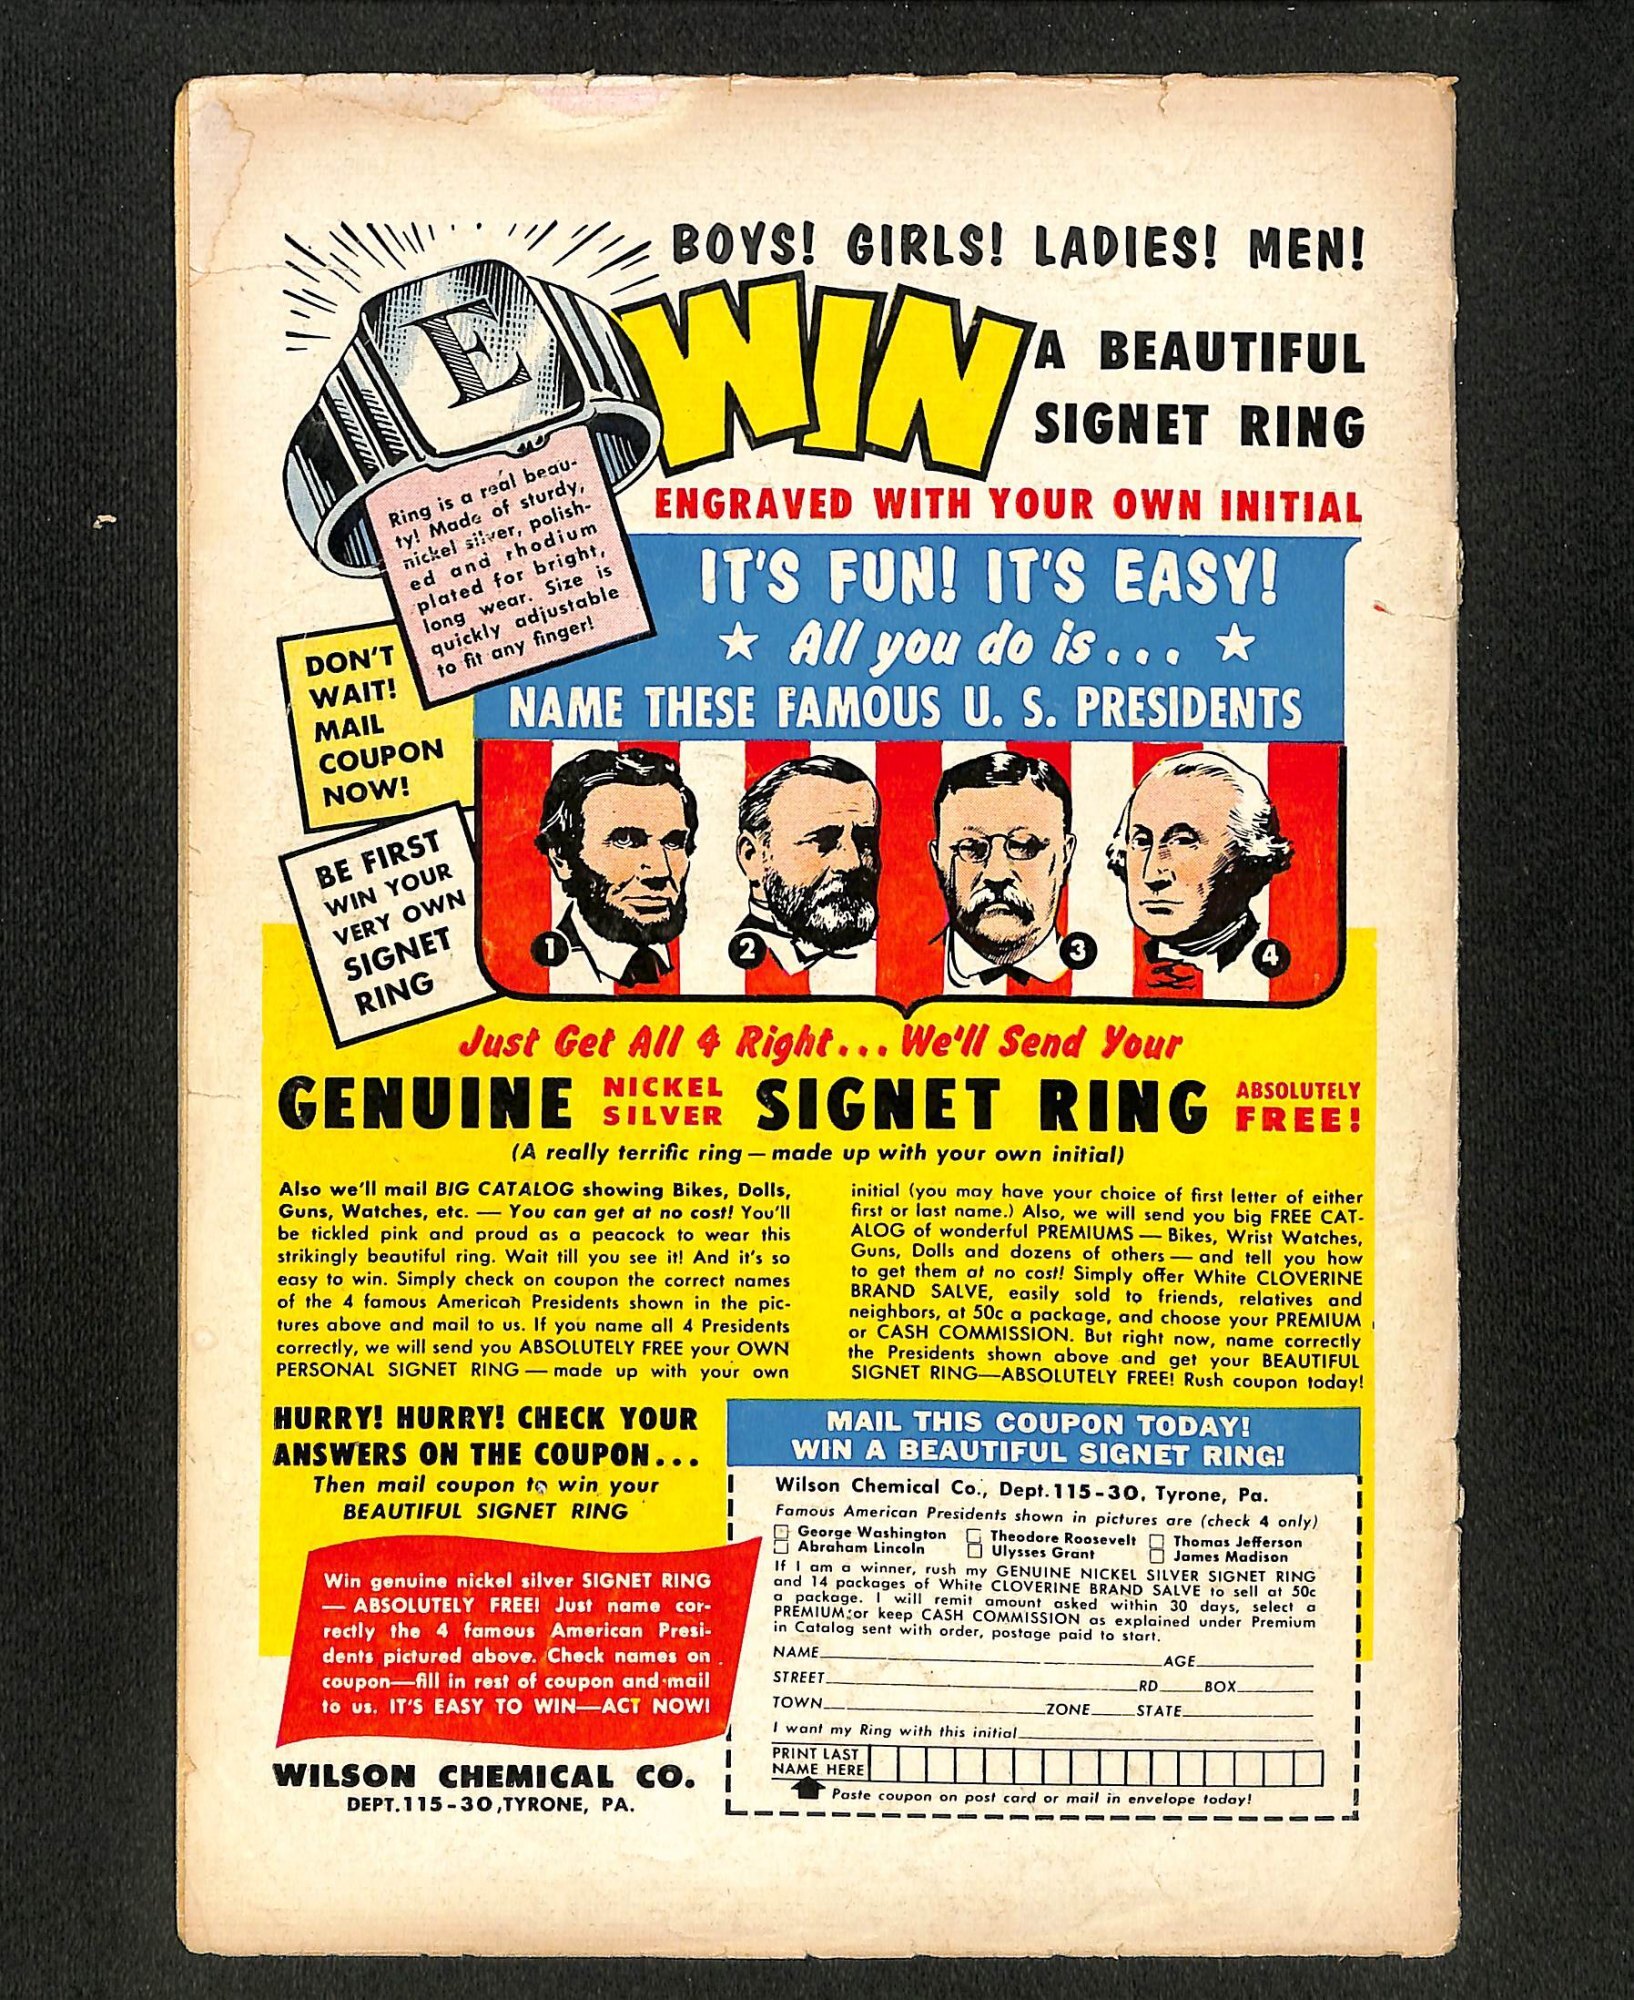 BOYS! GIRLS! LADIES! MEN!
E
WIN
A BEAUTIFUL
SIGNET RING
ENGRAVED WITH YOUR OWN INITIAL
Ring is a real beau-
ty! Made of sturdy,
nickel silver, polish-
ed and rhodium
plated for bright,
long wear. Size is
quickly adjustable
to fit any finger!
IT'S FUN! IT'S EASY!
All you do is...
NAME THESE FAMOUS U. S. PRESIDENTS
DON'T
WAIT!
MAIL
COUPON
NOW!
BE FIRST
WIN YOUR
VERY OWN
SIGNET
RING
1
2
3
4
Just Get All 4 Right... We'll Send Your
GENUINE NICKEL SILVER SIGNET RING ABSOLUTELY FREE!
(A really terrific ring — made up with your own initial)
Also we'll mail BIG CATALOG showing Bikes, Dolls,
Guns, Watches, etc. — You can get at no cost! You'll
be tickled pink and proud as a peacock to wear this
strikingly beautiful ring. Wait till you see it! And it's so
easy to win. Simply check on coupon the correct names
of the 4 famous American Presidents shown in the pic-
tures above and mail to us. If you name all 4 Presidents
correctly, we will send you ABSOLUTELY FREE your OWN
PERSONAL SIGNET RING — made up with your own
initial (you may have your choice of first letter of either
first or last name.) Also, we will send you big FREE CAT-
ALOG of wonderful PREMIUMS — Bikes, Wrist Watches,
Guns, Dolls and dozens of others — and tell you how
to get them at no cost! Simply offer White CLOVERINE
BRAND SALVE, easily sold to friends, relatives and
neighbors, at 50c a package, and choose your PREMIUM
or CASH COMMISSION. But right now, name correctly
the Presidents shown above and get your BEAUTIFUL
SIGNET RING—ABSOLUTELY FREE! Rush coupon today!
HURRY! HURRY! CHECK YOUR
ANSWERS ON THE COUPON...
Then mail coupon to win your
BEAUTIFUL SIGNET RING
Win genuine nickel silver SIGNET RING
— ABSOLUTELY FREE! Just name cor-
rectly the 4 famous American Presi-
dents pictured above. Check names on
coupon—fill in rest of coupon and mail
to us. IT'S EASY TO WIN—ACT NOW!
WILSON CHEMICAL CO.
DEPT. 115-30, TYRONE, PA.
MAIL THIS COUPON TODAY!
WIN A BEAUTIFUL SIGNET RING!
Wilson Chemical Co., Dept. 115-30, Tyrone, Pa.
Famous American Presidents shown in pictures are (check 4 only)
George Washington Theodore Roosevelt Thomas Jefferson
Abraham Lincoln Ulysses Grant James Madison
If I am a winner, rush my GENUINE NICKEL SILVER SIGNET RING
and 14 packages of White CLOVERINE BRAND SALVE to sell at 50c
a package. I will remit amount asked within 30 days, select a
PREMIUM or keep CASH COMMISSION as explained under Premium
in Catalog sent with order, postage paid to start.
NAME AGE
STREET RD BOX
TOWN ZONE STATE
I want my Ring with this initial
PRINT LAST
NAME HERE
Paste coupon on post card or mail in envelope today!